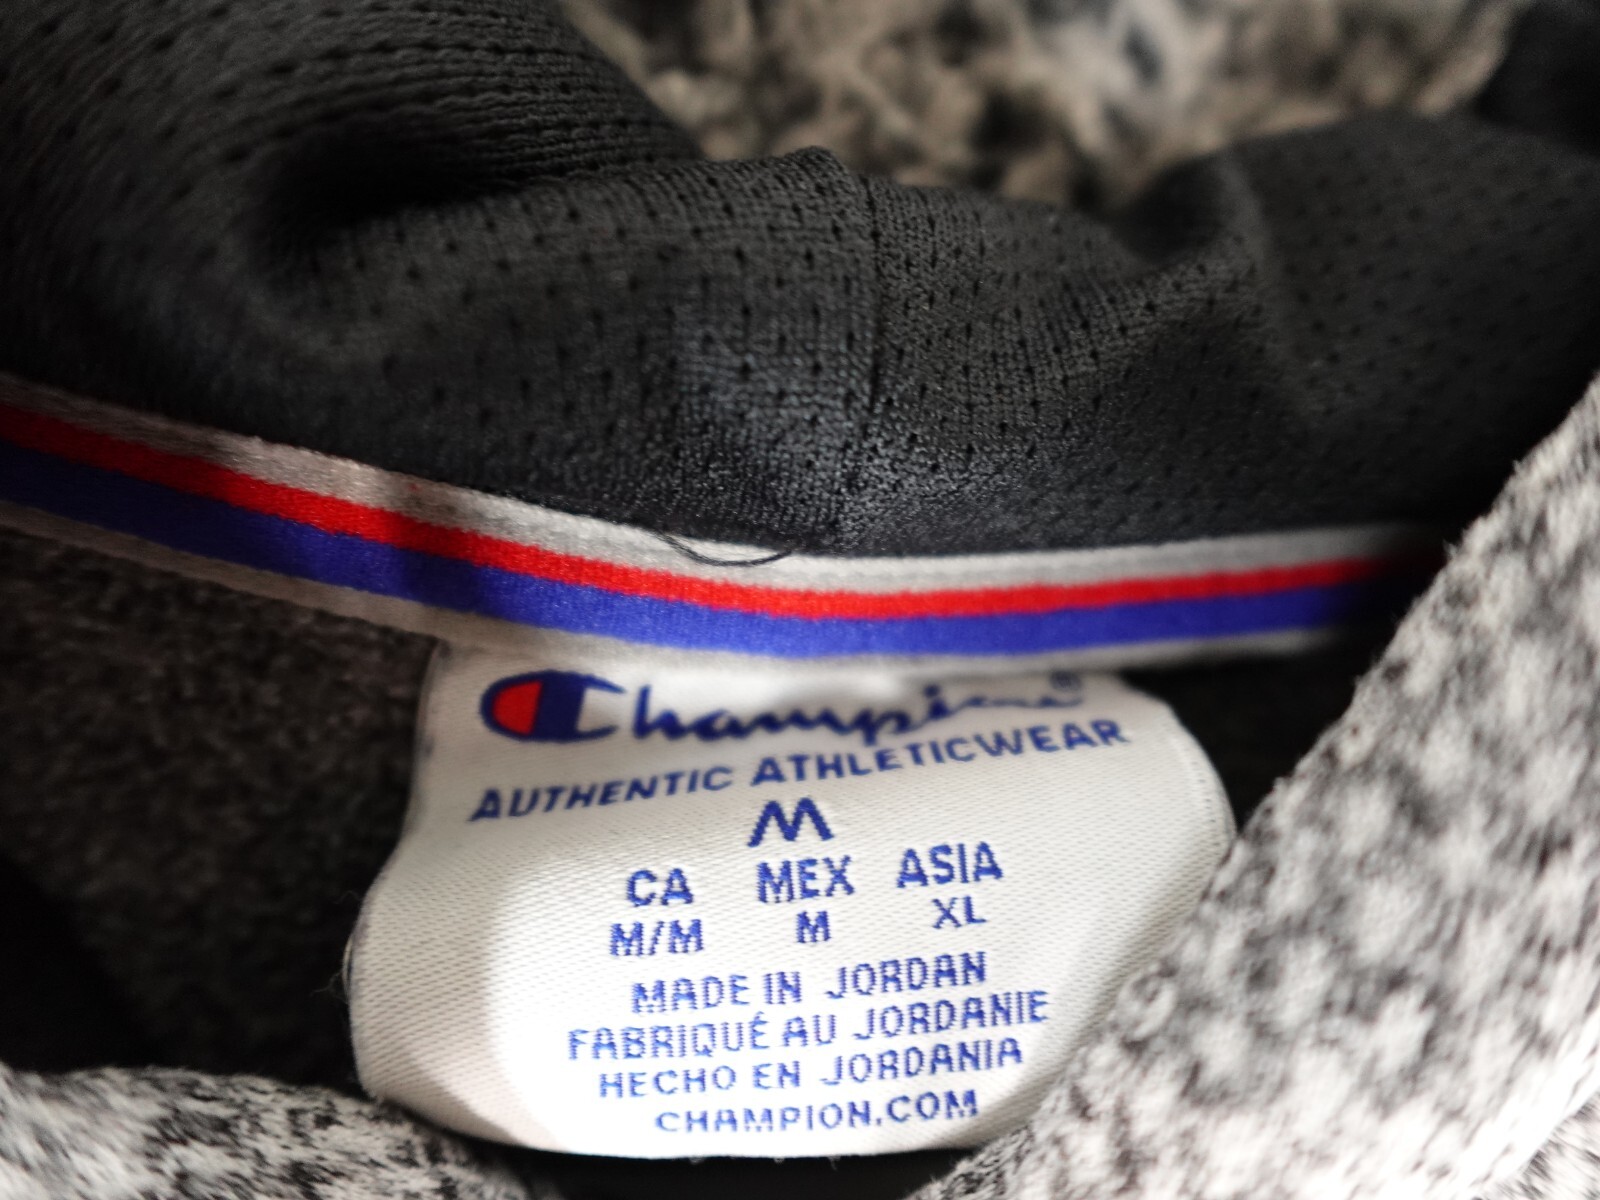 Champion®
AUTHENTIC ATHLETICWEAR
M
CA MEX ASIA
M/M M XL
MADE IN JORDAN
FABRIQUÉ AU JORDANIE
HECHO EN JORDANIA
CHAMPION.COM